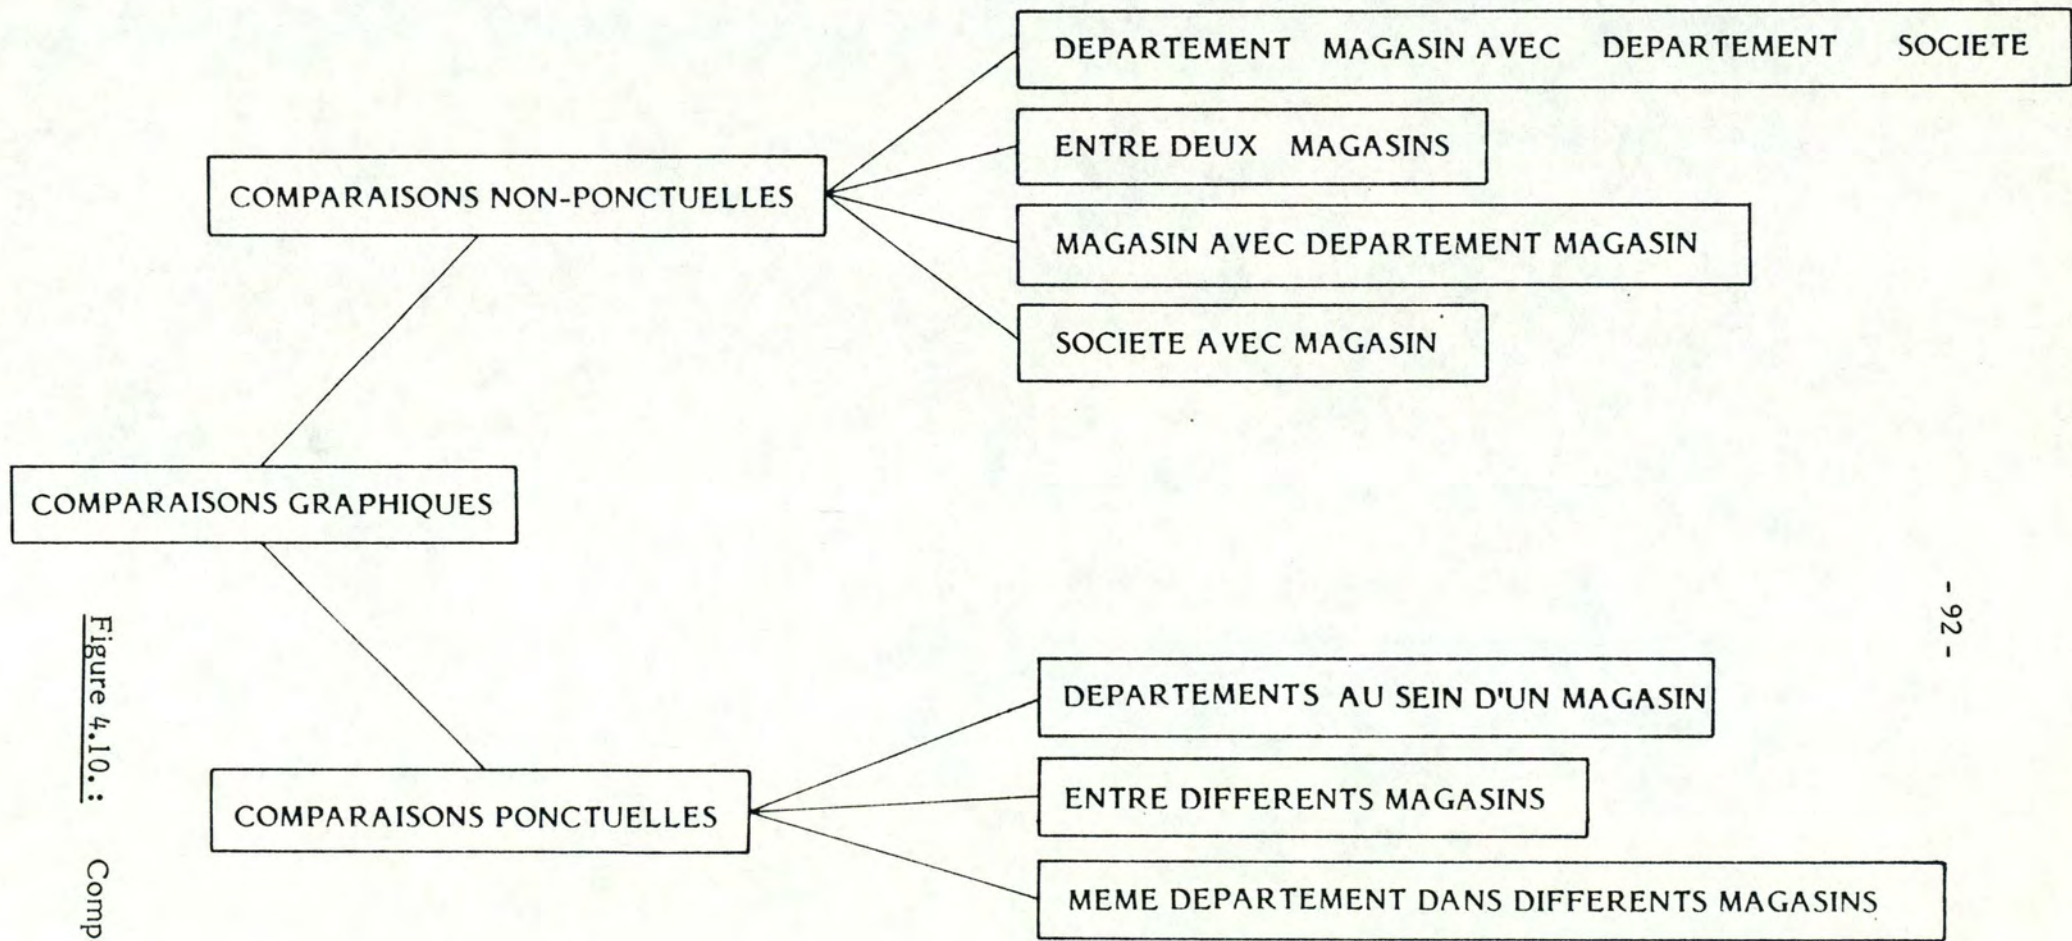 DEPARTEMENT MAGASIN AVEC DEPARTEMENT SOCIETE
ENTRE DEUX MAGASINS
COMPARAISONS NON-PONCTUELLES
MAGASIN AVEC DEPARTEMENT MAGASIN
SOCIETE AVEC MAGASIN
COMPARAISONS GRAPHIQUES
- 92 -
DEPARTEMENTS AU SEIN D'UN MAGASIN
ENTRE DIFFERENTS MAGASINS
COMPARAISONS PONCTUELLES
MEME DEPARTEMENT DANS DIFFERENTS MAGASINS
Figure 4.10.: Comp